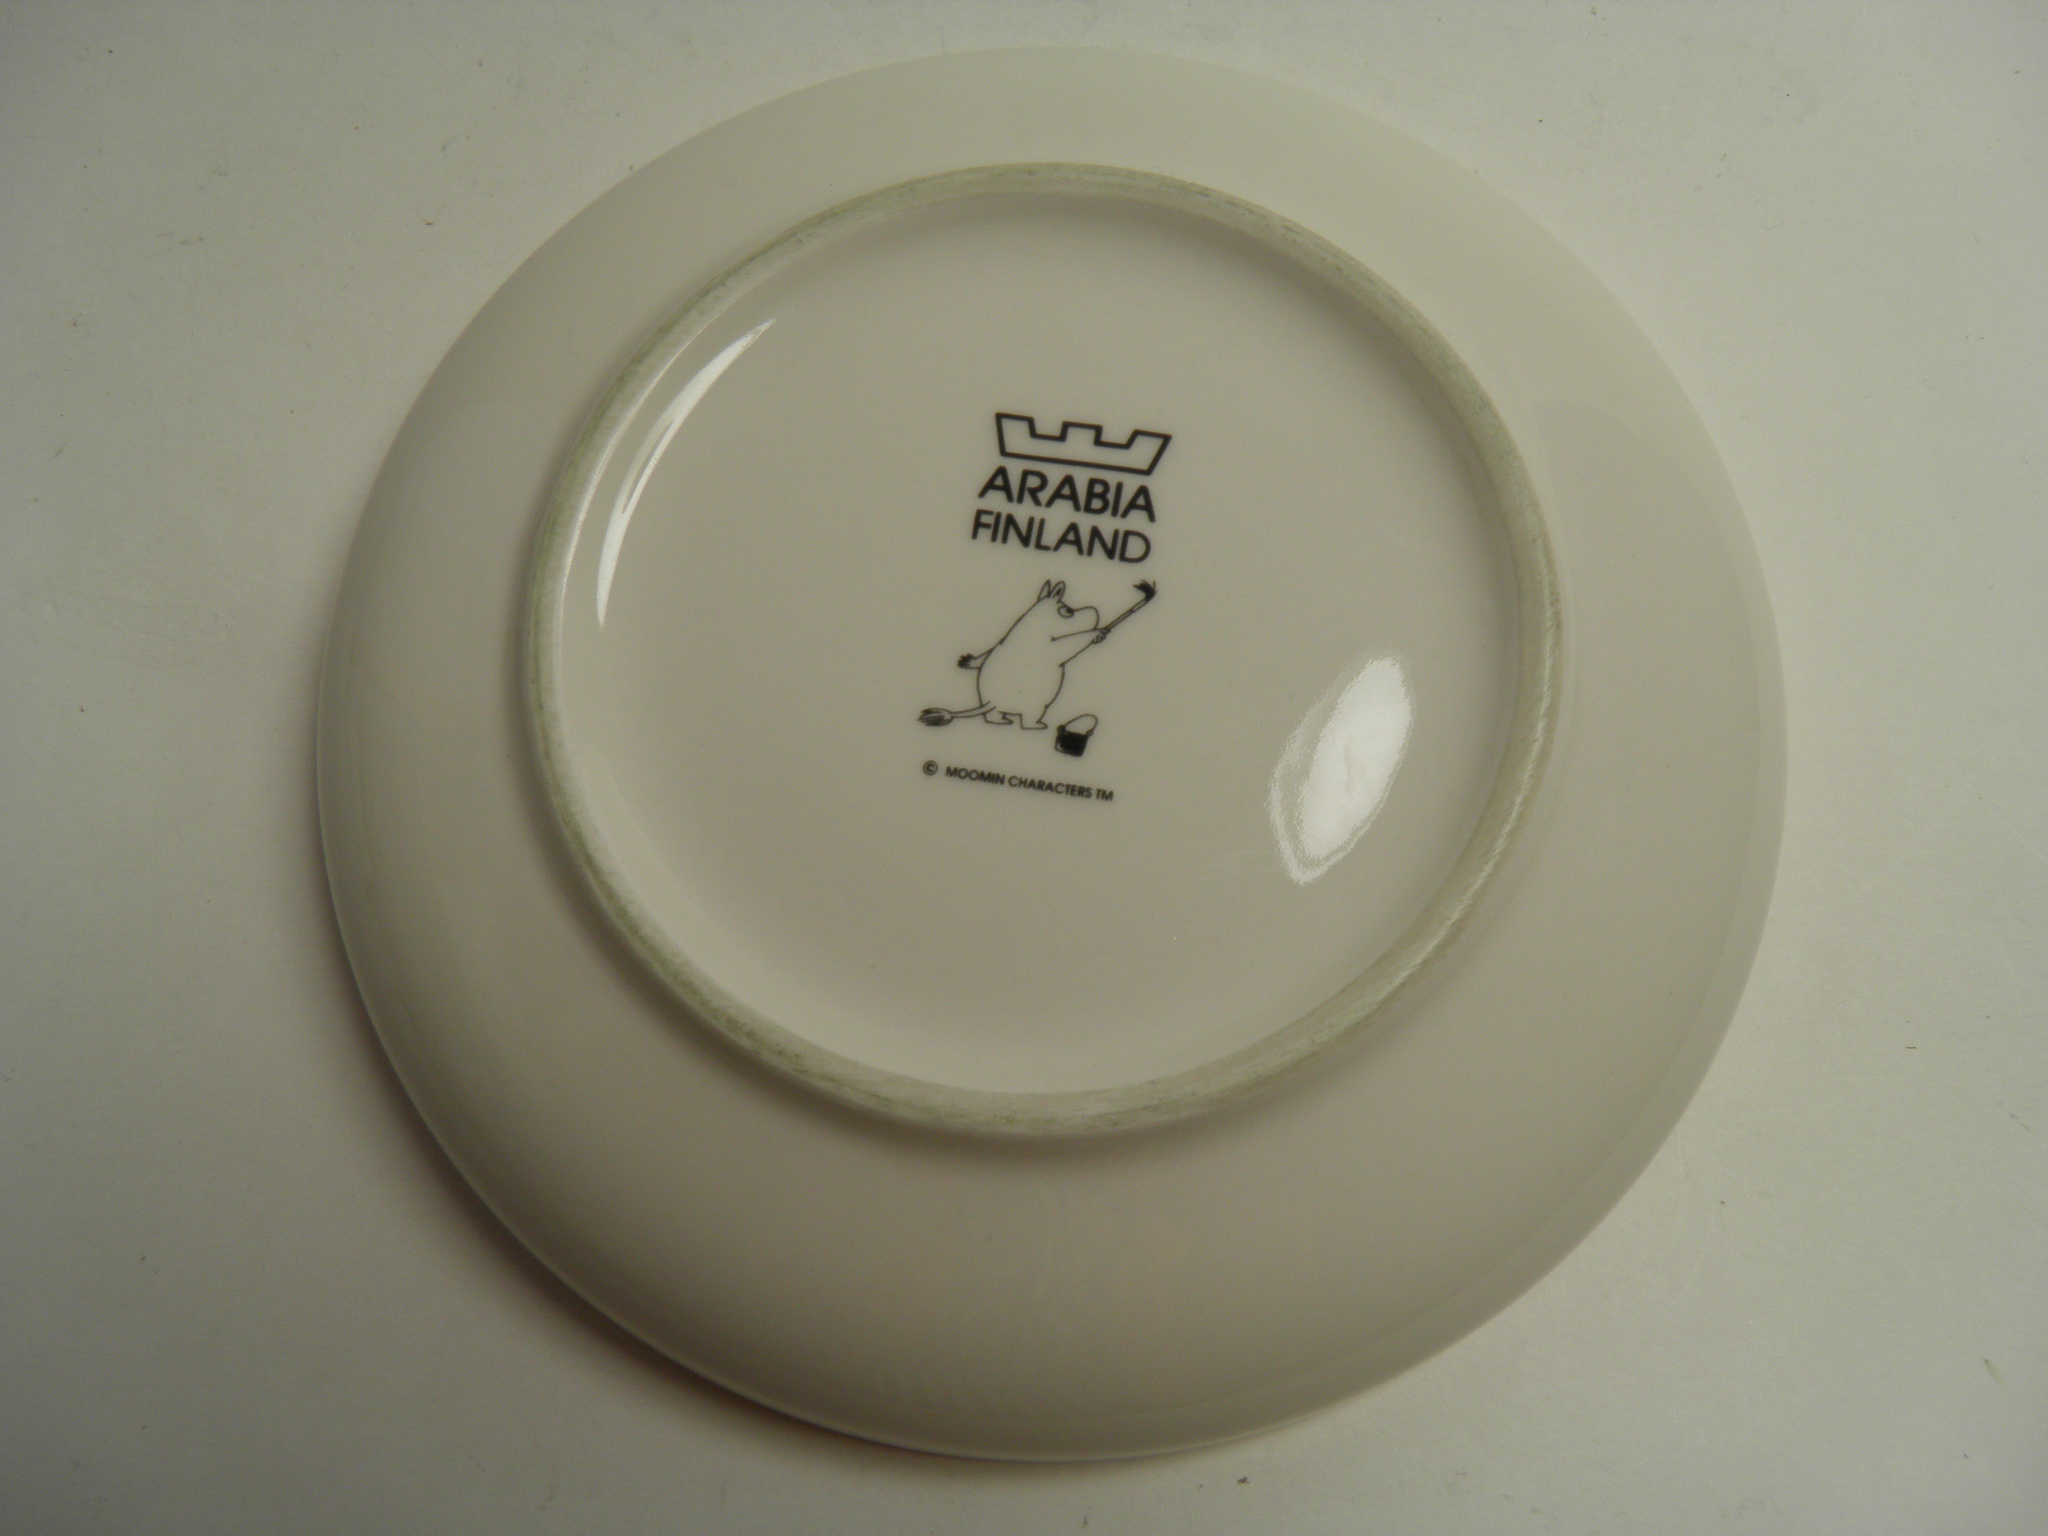 ARABIA
FINLAND
© MOOMIN CHARACTERS TM